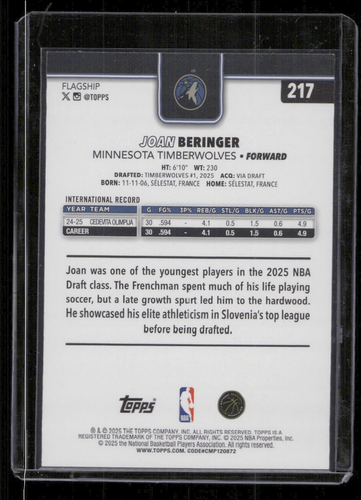 FLAGSHIP
217
X @TOPPS
JOAN BERINGER
MINNESOTA TIMBERWOLVES • FORWARD
HT: 6'10" WT: 230
DRAFTED: TIMBERWOLVES #1, 2025 ACQ: VIA DRAFT
BORN: 11-11-06, SÉLESTAT, FRANCE HOME: SÉLESTAT, FRANCE
INTERNATIONAL RECORD
YEAR TEAM G FG% 3P% REB/G STL/G BLK/G AST/G PTS/G
24-25 CEDEVITA OLIMPIJA 30 .594 - 4.1 0.5 1.5 0.6 4.9
CAREER 30 .594 - 4.1 0.5 1.5 0.6 4.9
Joan was one of the youngest players in the 2025 NBA
Draft class. The Frenchman spent much of his life playing
soccer, but a late growth spurt led him to the hardwood.
He showcased his elite athleticism in Slovenia's top league
before being drafted.
Topps
NBA
® & © 2025 THE TOPPS COMPANY, INC. ALL RIGHTS RESERVED. TOPPS IS A
REGISTERED TRADEMARK OF THE TOPPS COMPANY, INC. © 2025 NBA Properties, Inc.
© 2025 the National Basketball Players Association. All rights reserved.
WWW.TOPPS.COM. CODE#CMP120872